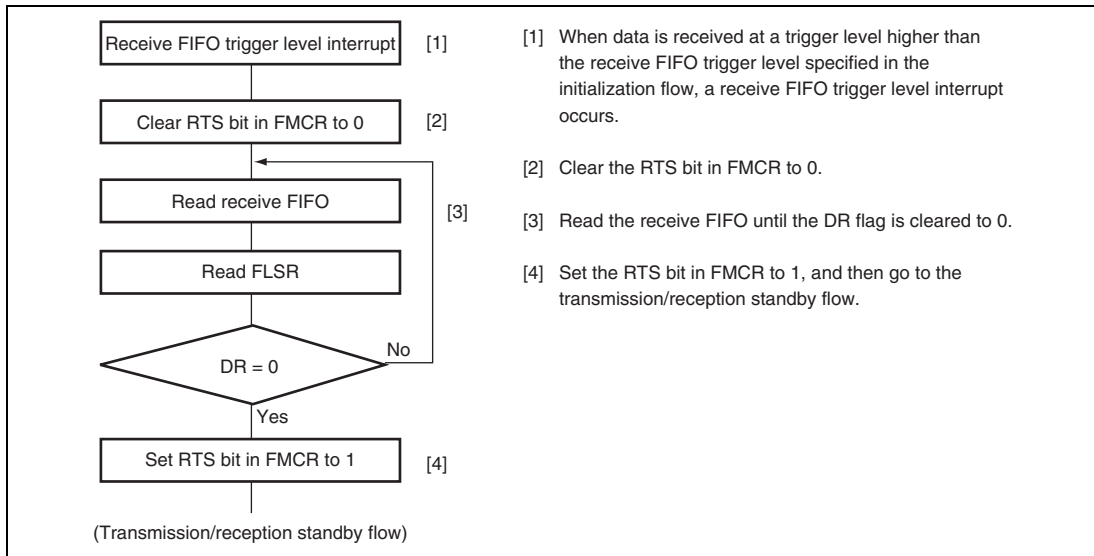 Receive FIFO trigger level interrupt
[1]
Clear RTS bit in FMCR to 0
[2]
Read receive FIFO
[3]
Read FLSR
DR = 0
No
Yes
Set RTS bit in FMCR to 1
[4]
(Transmission/reception standby flow)
[1] When data is received at a trigger level higher than
the receive FIFO trigger level specified in the
initialization flow, a receive FIFO trigger level interrupt
occurs.
[2] Clear the RTS bit in FMCR to 0.
[3] Read the receive FIFO until the DR flag is cleared to 0.
[4] Set the RTS bit in FMCR to 1, and then go to the
transmission/reception standby flow.